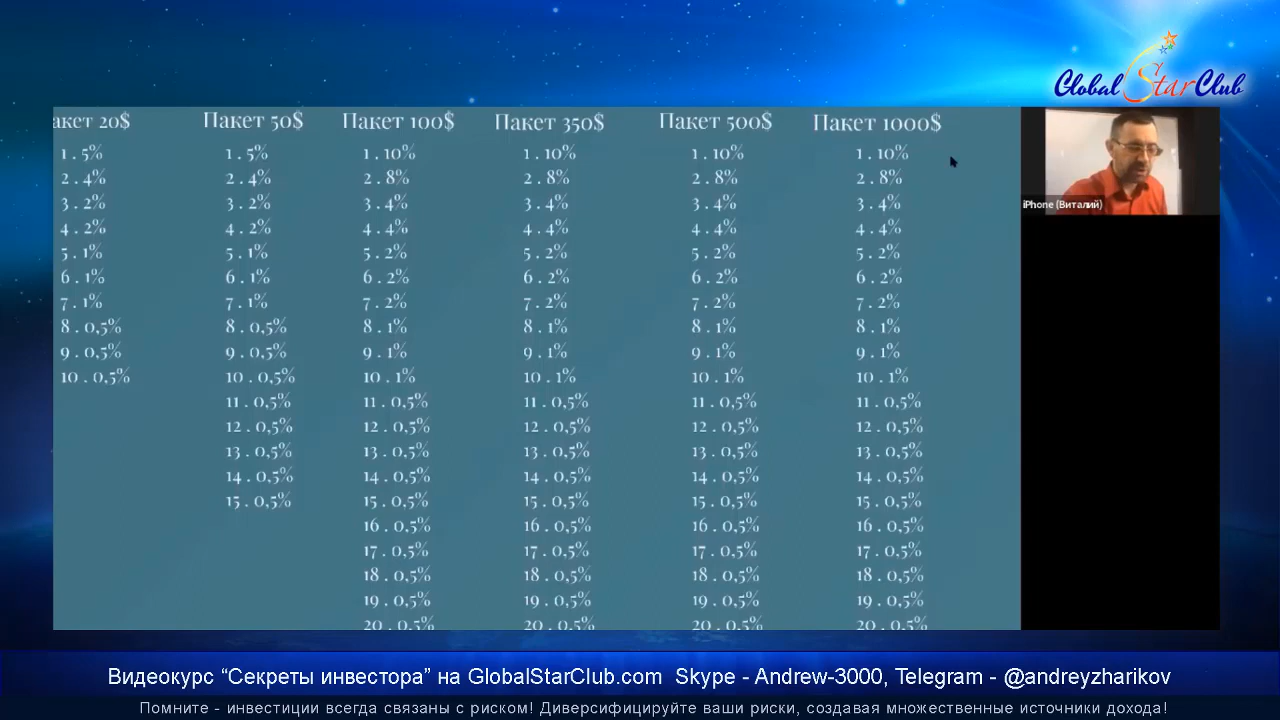 Global Star Club
акет 20$ Пакет 50$ Пакет 100$ Пакет 350$ Пакет 500$ Пакет 1000$
1 . 5% 1 . 5% 1 . 10% 1 . 10% 1 . 10% 1 . 10%
2 . 4% 2 . 4% 2 . 8% 2 . 8% 2 . 8% 2 . 8%
3 . 2% 3 . 2% 3 . 4% 3 . 4% 3 . 4% 3 . 4%
4 . 2% 4 . 2% 4 . 4% 4 . 4% 4 . 4% 4 . 4%
5 . 1% 5 . 1% 5 . 2% 5 . 2% 5 . 2% 5 . 2%
6 . 1% 6 . 1% 6 . 2% 6 . 2% 6 . 2% 6 . 2%
7 . 1% 7 . 1% 7 . 2% 7 . 2% 7 . 2% 7 . 2%
8 . 0,5% 8 . 0,5% 8 . 1% 8 . 1% 8 . 1% 8 . 1%
9 . 0,5% 9 . 0,5% 9 . 1% 9 . 1% 9 . 1% 9 . 1%
10 . 0,5% 10 . 0,5% 10 . 1% 10 . 1% 10 . 1% 10 . 1%
11 . 0,5% 11 . 0,5% 11 . 0,5% 11 . 0,5% 11 . 0,5%
12 . 0,5% 12 . 0,5% 12 . 0,5% 12 . 0,5% 12 . 0,5%
13 . 0,5% 13 . 0,5% 13 . 0,5% 13 . 0,5% 13 . 0,5%
14 . 0,5% 14 . 0,5% 14 . 0,5% 14 . 0,5% 14 . 0,5%
15 . 0,5% 15 . 0,5% 15 . 0,5% 15 . 0,5% 15 . 0,5%
16 . 0,5% 16 . 0,5% 16 . 0,5% 16 . 0,5%
17 . 0,5% 17 . 0,5% 17 . 0,5% 17 . 0,5%
18 . 0,5% 18 . 0,5% 18 . 0,5% 18 . 0,5%
19 . 0,5% 19 . 0,5% 19 . 0,5% 19 . 0,5%
20 . 0,5% 20 . 0,5% 20 . 0,5% 20 . 0,5%
iPhone (Виталий)
Видеокурс “Секреты инвестора” на GlobalStarClub.com Skype - Andrew-3000, Telegram - @andreyzharikov
Помните - инвестиции всегда связаны с риском! Диверсифицируйте ваши риски, создавая множественные источники дохода!